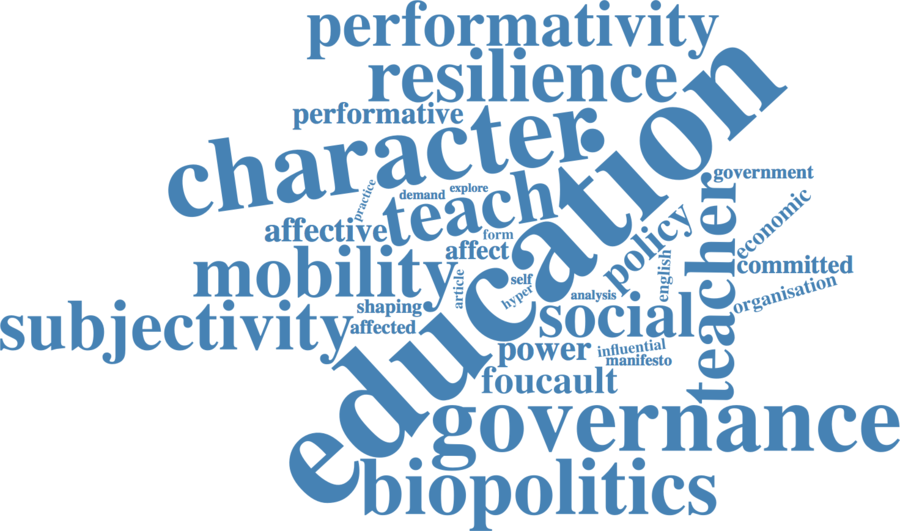 performativity
resilience
performative
character
education
government
practice
demand
explore
teach
teacher
economic
affective
form
policy
affect
mobility
english
committed
article
self
hyper
analysis
organisation
shaping
social
subjectivity
affected
power
influential
manifesto
foucault
governance
biopolitics